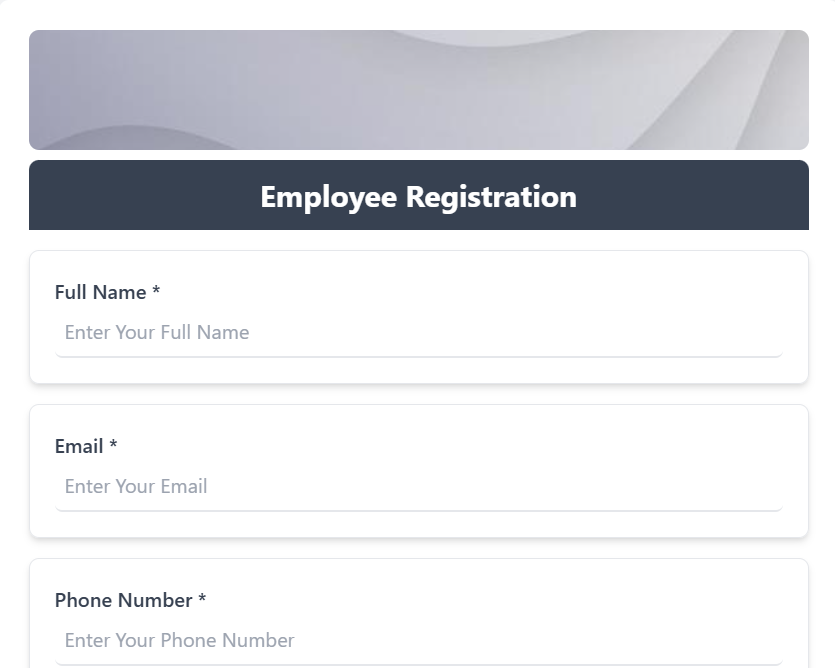 Employee Registration
Full Name *
Enter Your Full Name
Email *
Enter Your Email
Phone Number *
Enter Your Phone Number